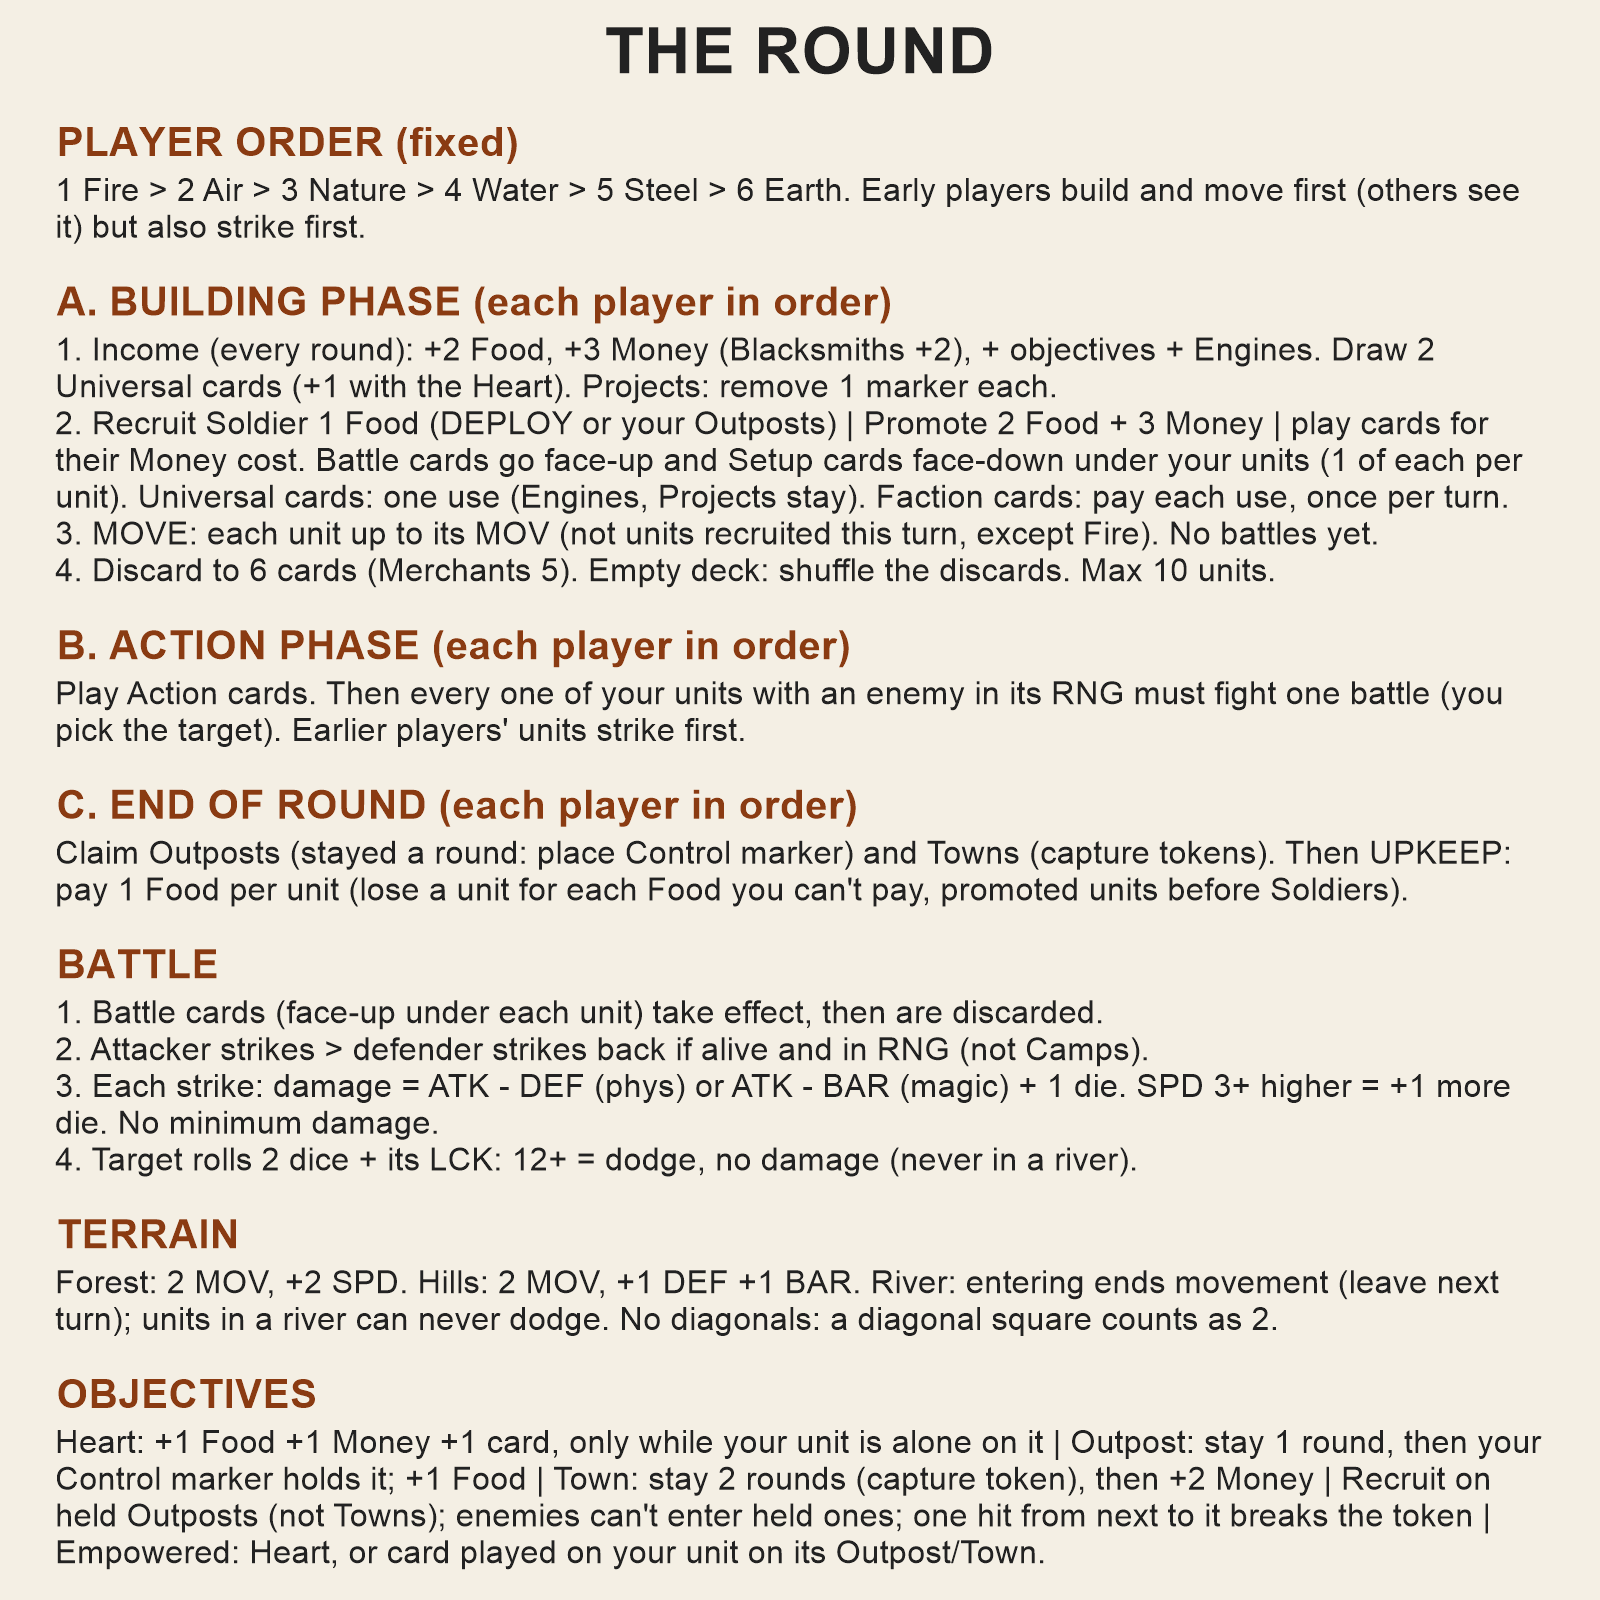 THE ROUND
PLAYER ORDER (fixed)
1 Fire > 2 Air > 3 Nature > 4 Water > 5 Steel > 6 Earth. Early players build and move first (others see
it) but also strike first.
A. BUILDING PHASE (each player in order)
1. Income (every round): +2 Food, +3 Money (Blacksmiths +2), + objectives + Engines. Draw 2
Universal cards (+1 with the Heart). Projects: remove 1 marker each.
2. Recruit Soldier 1 Food (DEPLOY or your Outposts) | Promote 2 Food + 3 Money | play cards for
their Money cost. Battle cards go face-up and Setup cards face-down under your units (1 of each per
unit). Universal cards: one use (Engines, Projects stay). Faction cards: pay each use, once per turn.
3. MOVE: each unit up to its MOV (not units recruited this turn, except Fire). No battles yet.
4. Discard to 6 cards (Merchants 5). Empty deck: shuffle the discards. Max 10 units.
B. ACTION PHASE (each player in order)
Play Action cards. Then every one of your units with an enemy in its RNG must fight one battle (you
pick the target). Earlier players' units strike first.
C. END OF ROUND (each player in order)
Claim Outposts (stayed a round: place Control marker) and Towns (capture tokens). Then UPKEEP:
pay 1 Food per unit (lose a unit for each Food you can't pay, promoted units before Soldiers).
BATTLE
1. Battle cards (face-up under each unit) take effect, then are discarded.
2. Attacker strikes > defender strikes back if alive and in RNG (not Camps).
3. Each strike: damage = ATK - DEF (phys) or ATK - BAR (magic) + 1 die. SPD 3+ higher = +1 more
die. No minimum damage.
4. Target rolls 2 dice + its LCK: 12+ = dodge, no damage (never in a river).
TERRAIN
Forest: 2 MOV, +2 SPD. Hills: 2 MOV, +1 DEF +1 BAR. River: entering ends movement (leave next
turn); units in a river can never dodge. No diagonals: a diagonal square counts as 2.
OBJECTIVES
Heart: +1 Food +1 Money +1 card, only while your unit is alone on it | Outpost: stay 1 round, then your
Control marker holds it; +1 Food | Town: stay 2 rounds (capture token), then +2 Money | Recruit on
held Outposts (not Towns); enemies can't enter held ones; one hit from next to it breaks the token |
Empowered: Heart, or card played on your unit on its Outpost/Town.